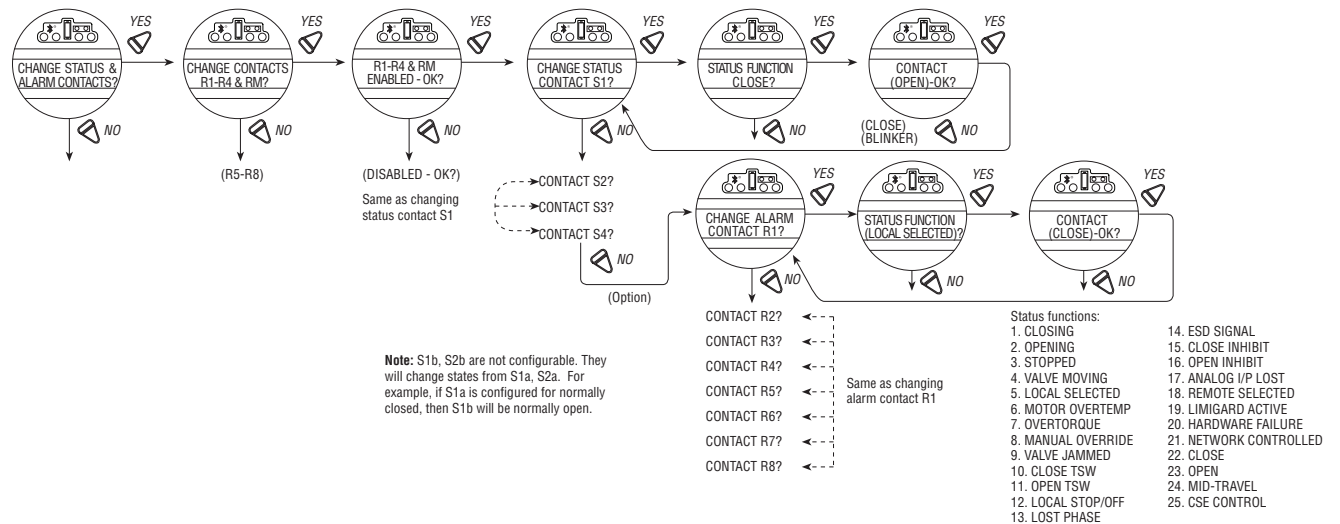 YES
YES
YES
YES
YES
YES
CHANGE STATUS &
ALARM CONTACTS?
CHANGE CONTACTS
R1-R4 & RM?
R1-R4 & RM
ENABLED - OK?
CHANGE STATUS
CONTACT S1?
STATUS FUNCTION
CLOSE?
CONTACT
(OPEN)-OK?
NO
NO
NO
NO
NO
NO
(CLOSE)
(BLINKER)
(R5-R8)
(DISABLED - OK?)
Same as changing
status contact S1
CONTACT S2?
CONTACT S3?
CONTACT S4?
NO
(Option)
YES
YES
YES
CHANGE ALARM
CONTACT R1?
STATUS FUNCTION
(LOCAL SELECTED)?
CONTACT
(CLOSE)-OK?
NO
NO
NO
CONTACT R2?
CONTACT R3?
CONTACT R4?
CONTACT R5?
CONTACT R6?
CONTACT R7?
CONTACT R8?
Same as changing
alarm contact R1
Note: S1b, S2b are not configurable. They
will change states from S1a, S2a. For
example, if S1a is configured for normally
closed, then S1b will be normally open.
Status functions:
1. CLOSING
2. OPENING
3. STOPPED
4. VALVE MOVING
5. LOCAL SELECTED
6. MOTOR OVERTEMP
7. OVERTORQUE
8. MANUAL OVERRIDE
9. VALVE JAMMED
10. CLOSE TSW
11. OPEN TSW
12. LOCAL STOP/OFF
13. LOST PHASE
14. ESD SIGNAL
15. CLOSE INHIBIT
16. OPEN INHIBIT
17. ANALOG I/P LOST
18. REMOTE SELECTED
19. LIMIGARD ACTIVE
20. HARDWARE FAILURE
21. NETWORK CONTROLLED
22. CLOSE
23. OPEN
24. MID-TRAVEL
25. CSE CONTROL